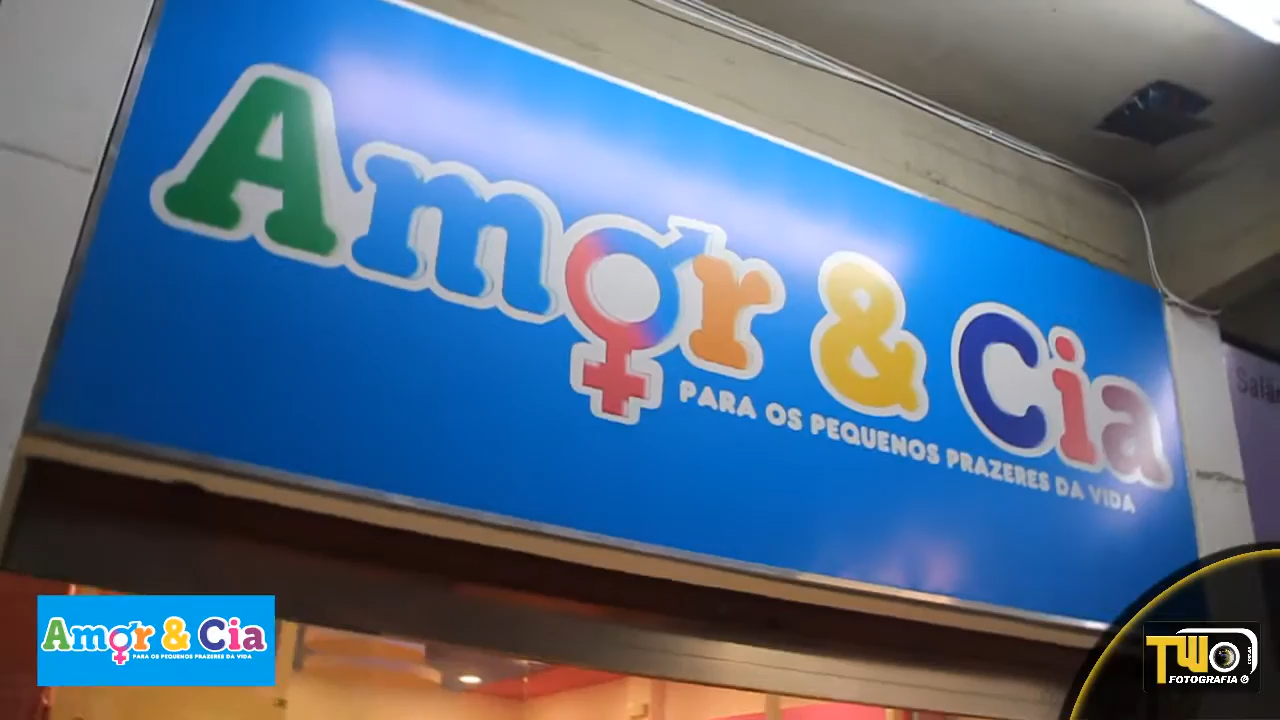 Amor & Cia
PARA OS PEQUENOS PRAZERES DA VIDA
Amor & Cia
PARA OS PEQUENOS PRAZERES DA VIDA
TWO
FOTOGRAFIA